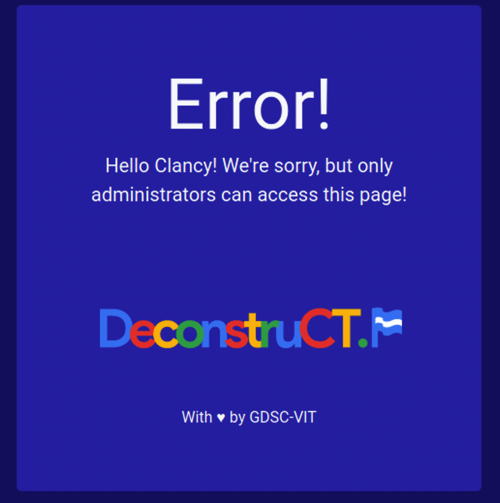 Error!
Hello Clancy! We're sorry, but only
administrators can access this page!
DeconstruCT.F
With ♥ by GDSC-VIT